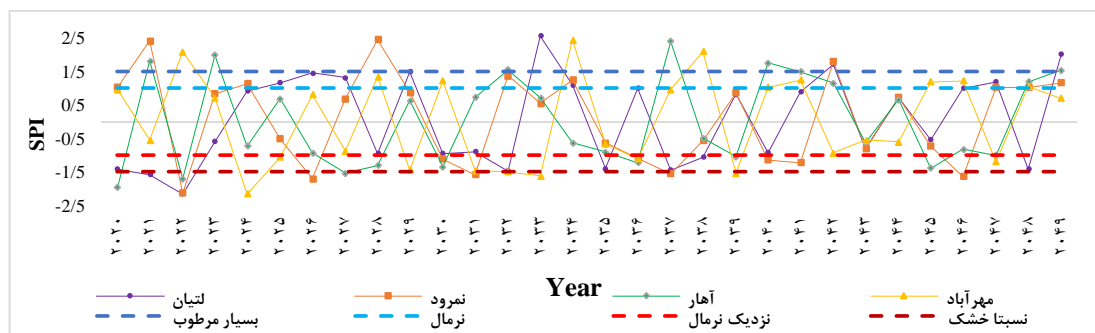 2/5
1/5
0/5
-0/5
-1/5
-2/5
SPI
۲۰۲۰ ۲۰۲۱ ۲۰۲۲ ۲۰۲۳ ۲۰۲۴ ۲۰۲۵ ۲۰۲۶ ۲۰۲۷ ۲۰۲۸ ۲۰۲۹ ۲۰۳۰ ۲۰۳۱ ۲۰۳۲ ۲۰۳۳ ۲۰۳۴ ۲۰۳۵ ۲۰۳۶ ۲۰۳۷ ۲۰۳۸ ۲۰۳۹ ۲۰۴۰ ۲۰۴۱ ۲۰۴۲ ۲۰۴۳ ۲۰۴۴ ۲۰۴۵ ۲۰۴۶ ۲۰۴۷ ۲۰۴۸ ۲۰۴۹
Year
لتیان نمرود آهار مهرآباد
بسیار مرطوب نرمال نزدیک نرمال نسبتا خشک